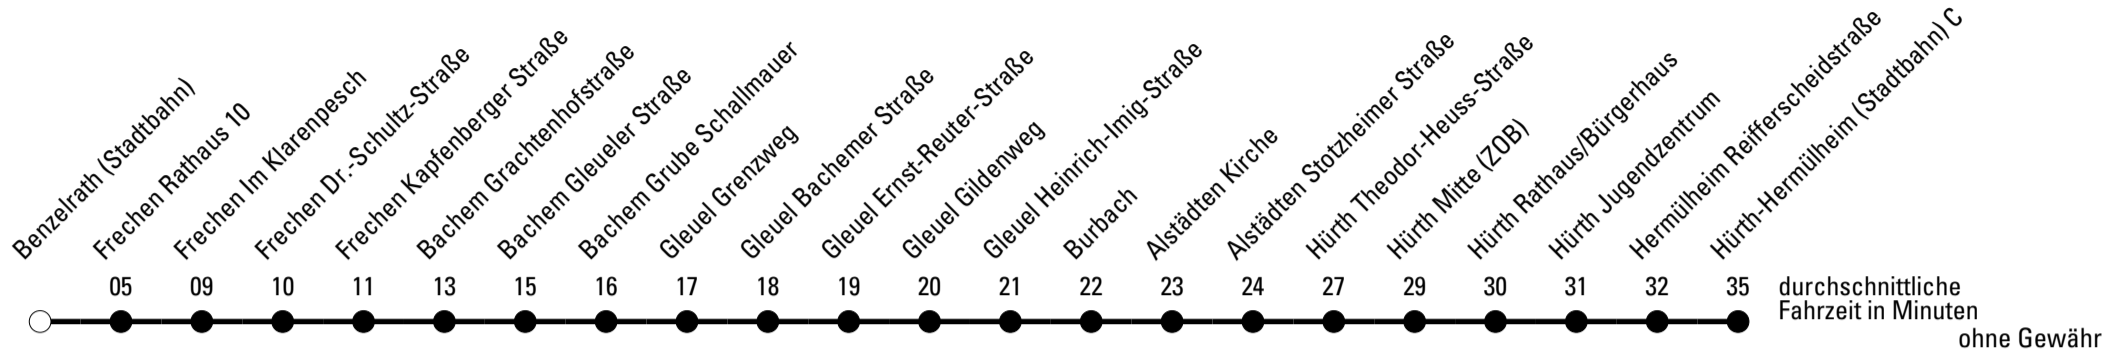 Benzelrath (Stadtbahn)
Frechen Rathaus 10
Frechen Im Klarenpesch
Frechen Dr.-Schultz-Straße
Frechen Kapfenberger Straße
Bachem Grachtenhofstraße
Bachem Gleueler Straße
Bachem Grube Schallmauer
Gleuel Grenzweg
Gleuel Bachemer Straße
Gleuel Ernst-Reuter-Straße
Gleuel Gildenweg
Gleuel Heinrich-Imig-Straße
Burbach
Alstädten Kirche
Alstädten Stotzheimer Straße
Hürth Theodor-Heuss-Straße
Hürth Mitte (ZOB)
Hürth Rathaus/Bürgerhaus
Hürth Jugendzentrum
Hermülheim Reifferscheidstraße
Hürth-Hermülheim (Stadtbahn) C
05 09 10 11 13 15 16 17 18 19 20 21 22 23 24 27 29 30 31 32 35 durchschnittliche
Fahrzeit in Minuten
ohne Gewähr